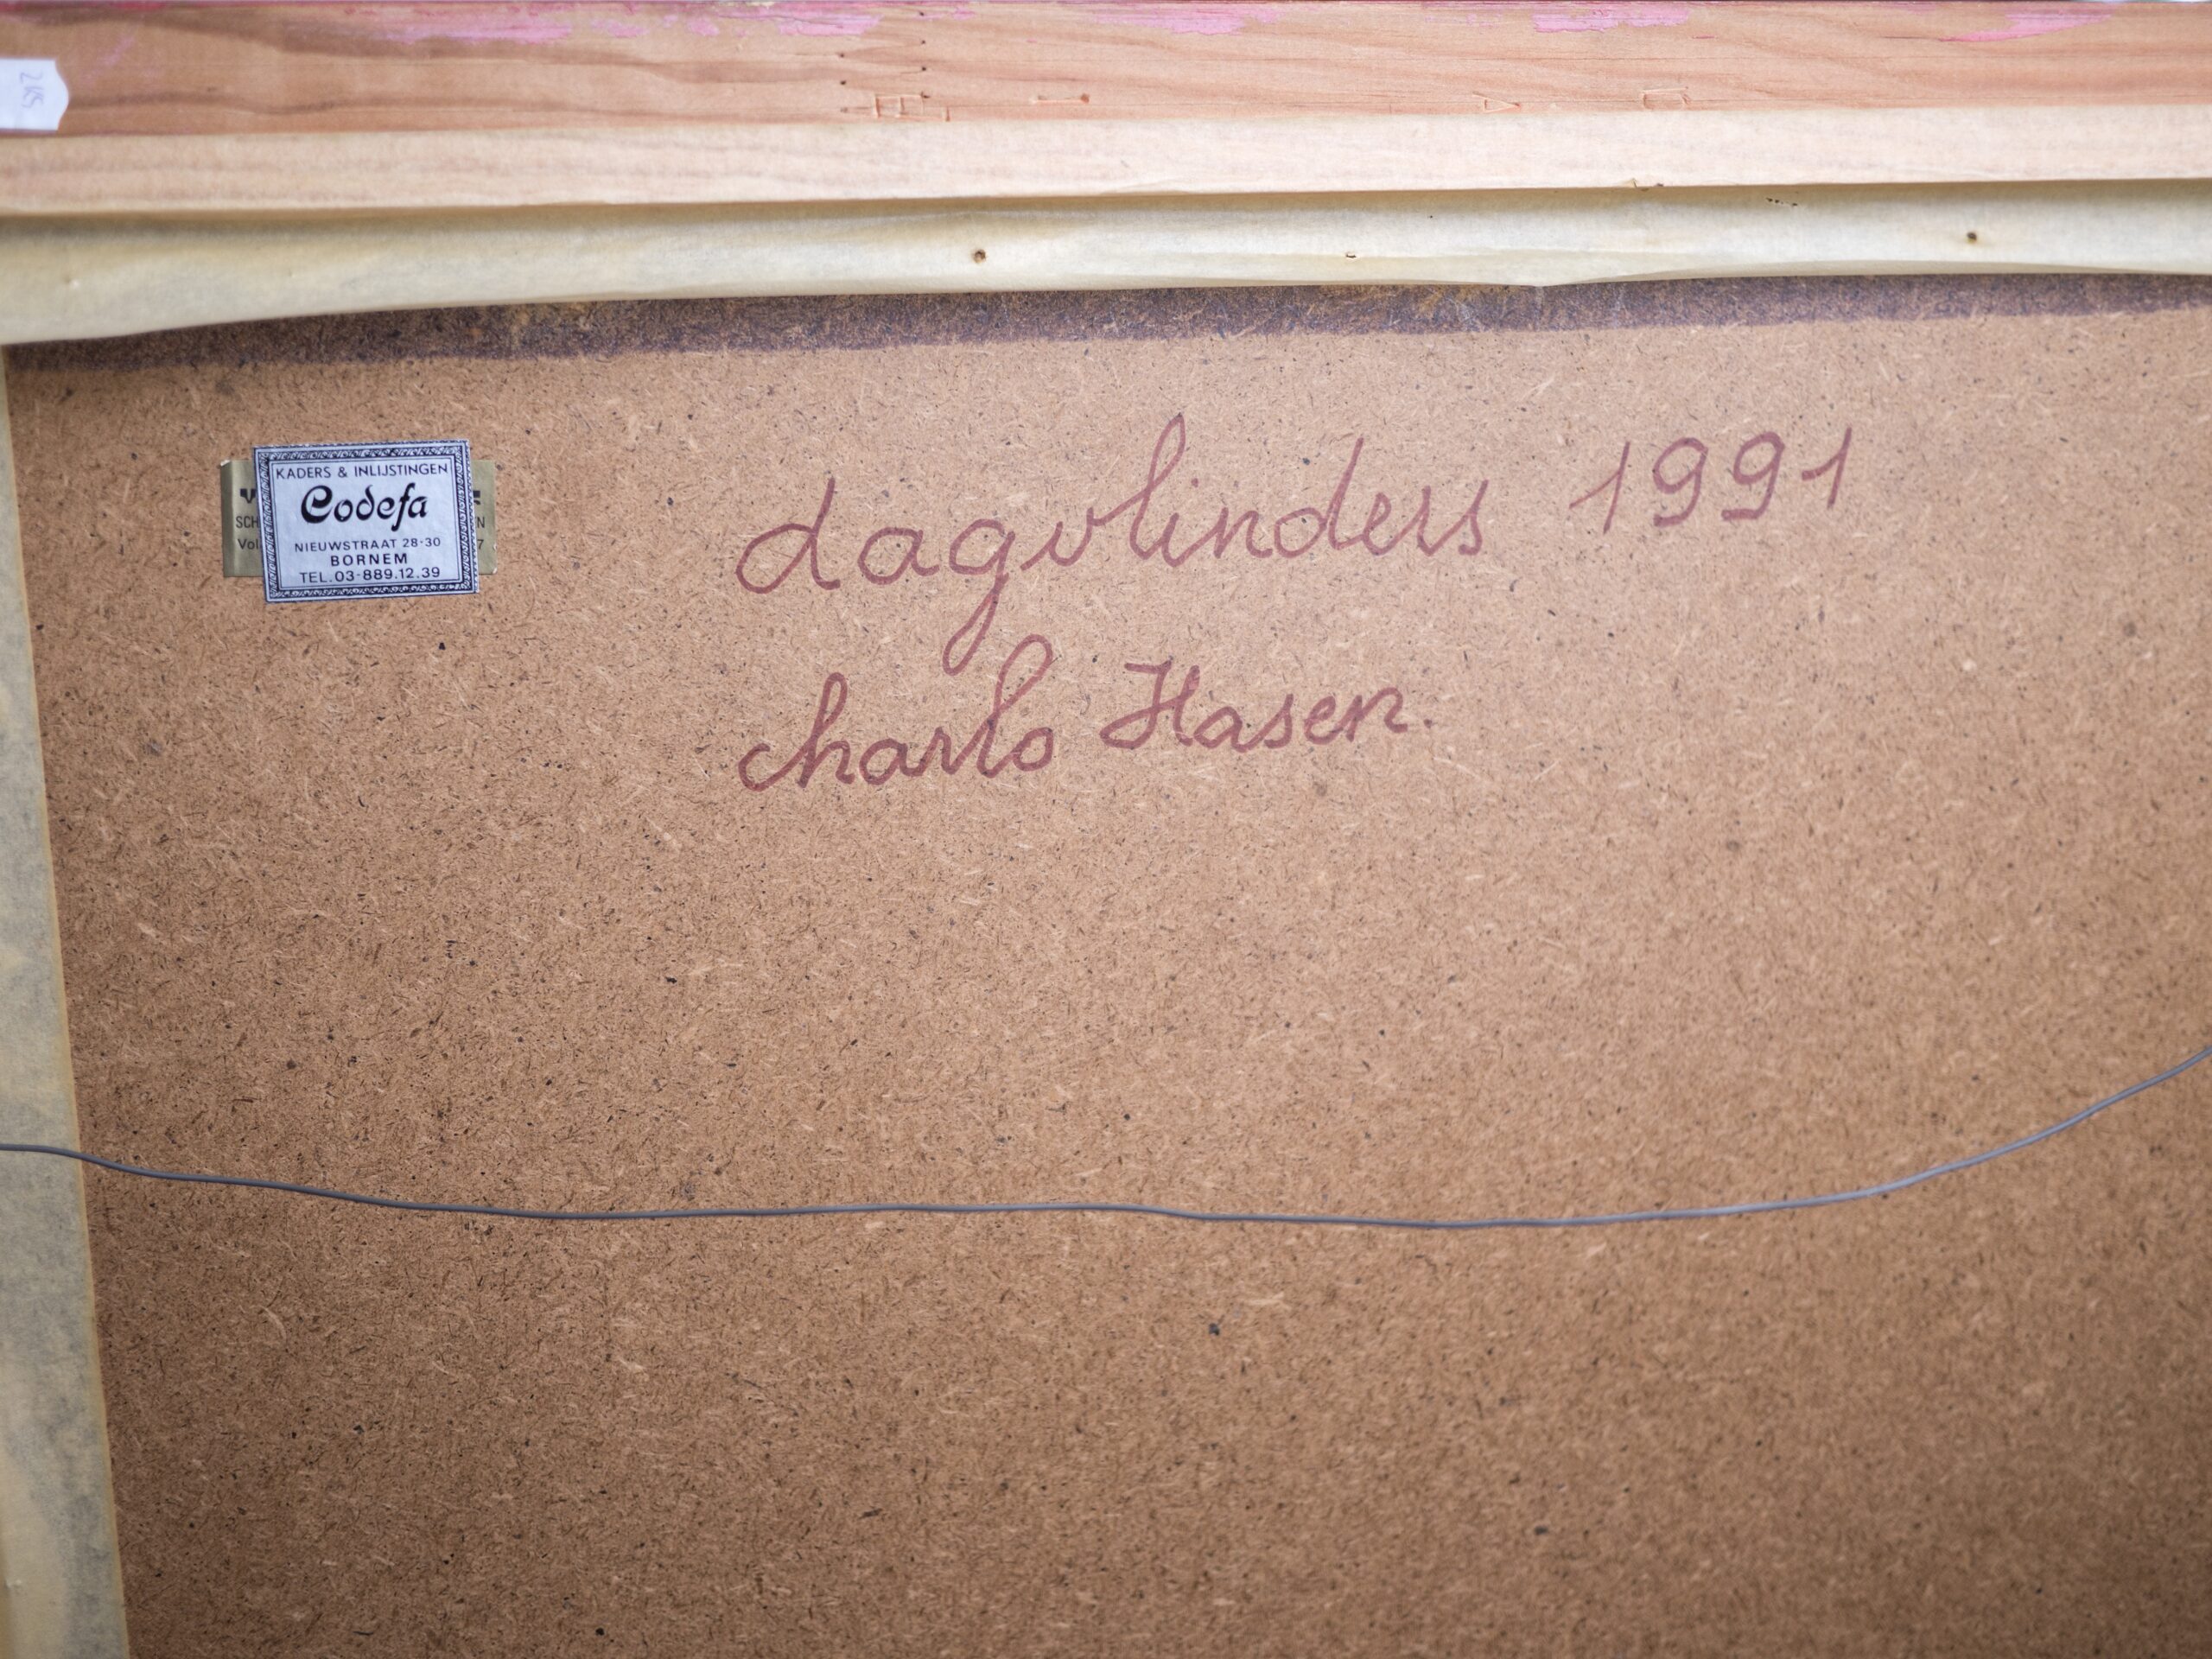 KADERS & INLIJSTINGEN
Codefa
NIEUWSTRAAT 28-30
BORNEM
TEL. 03-889.12.39
dagvlinders 1991
charlo Hasen.